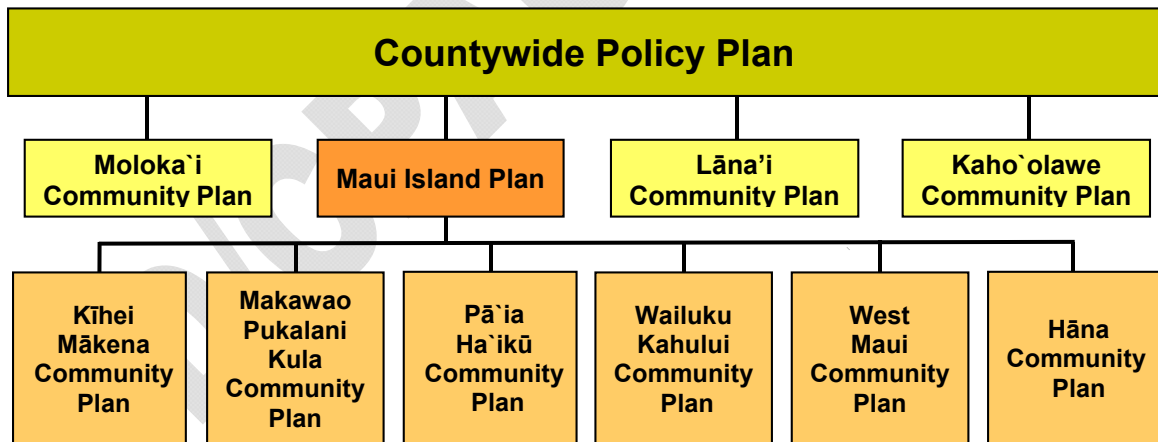 Countywide Policy Plan
Moloka`i
Community Plan
Maui Island Plan
Lāna’i
Community Plan
Kaho`olawe
Community Plan
Kīhei
Mākena
Community
Plan
Makawao
Pukalani
Kula
Community
Plan
Pā`ia
Ha`ikū
Community
Plan
Wailuku
Kahului
Community
Plan
West
Maui
Community
Plan
Hāna
Community
Plan